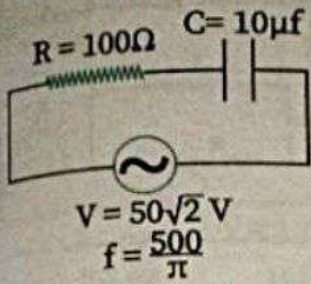 R = 100Ω
C= 10μf
V = 50√2 V
f = 500/π